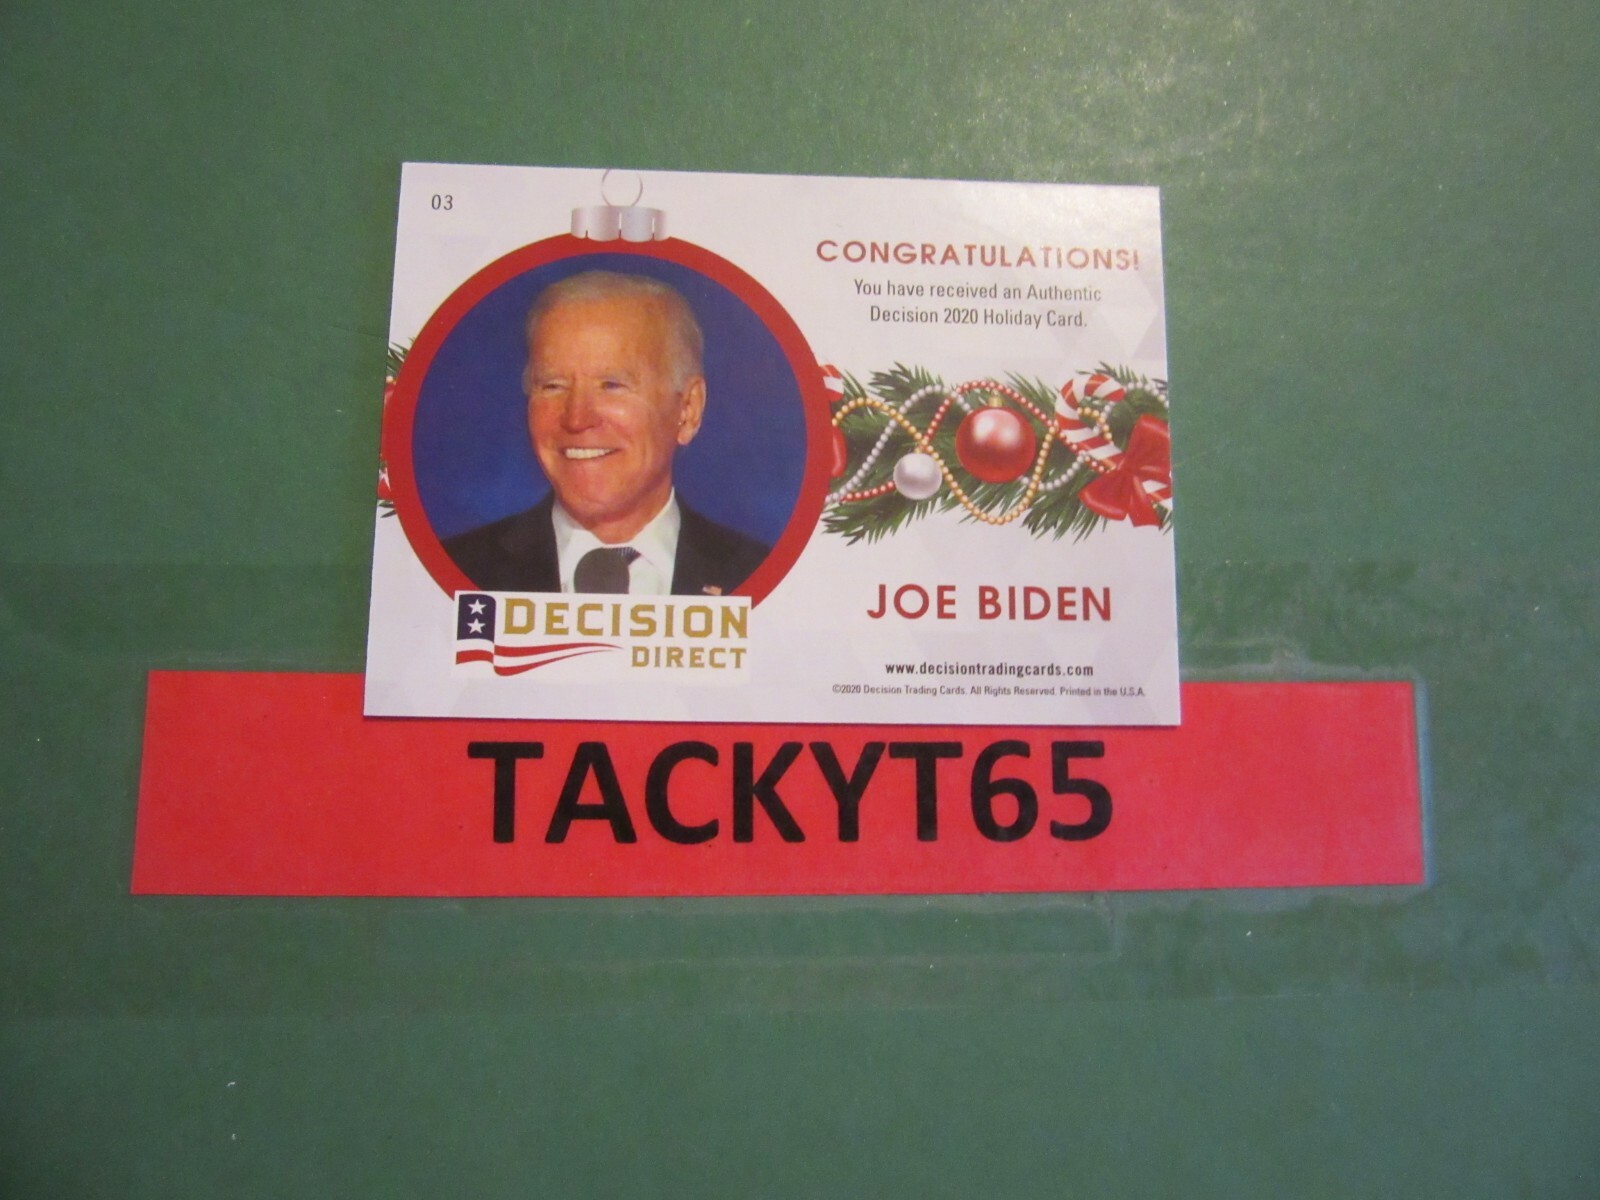 03
CONGRATULATIONS!
You have received an Authentic
Decision 2020 Holiday Card.
JOE BIDEN
DECISION
DIRECT
www.decisiontradingcards.com
©2020 Decision Trading Cards. All Rights Reserved. Printed in the U.S.A.
TACKYT65